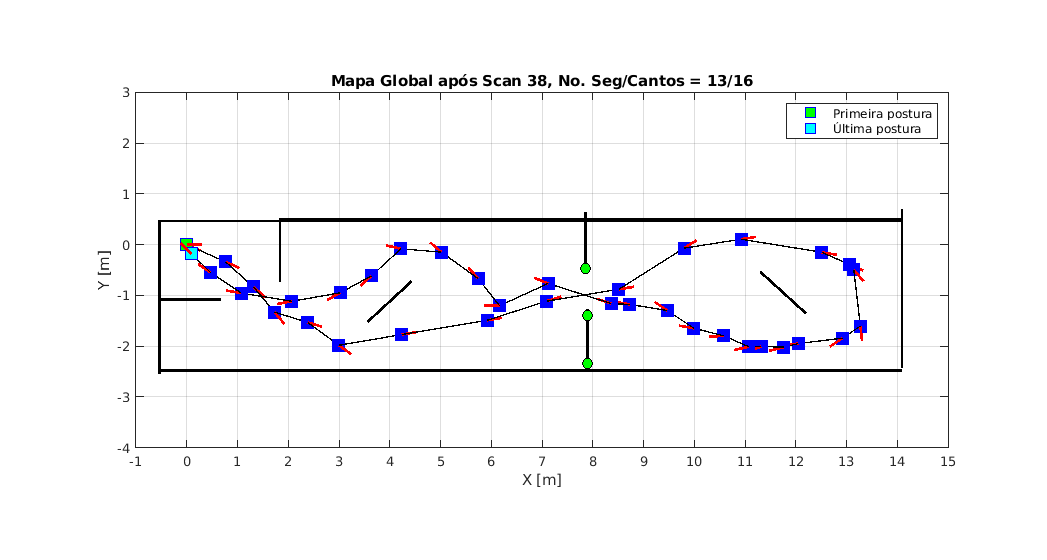 Mapa Global após Scan 38, No. Seg/Cantos = 13/16
Primeira postura
Última postura
3
2
1
0
-1
-2
-3
-4
Y [m]
-1 0 1 2 3 4 5 6 7 8 9 10 11 12 13 14 15
X [m]